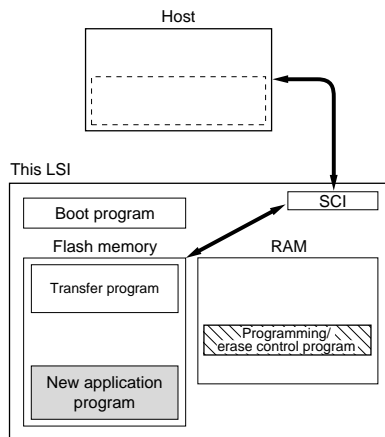 Host
This LSI
SCI
Boot program
Flash memory
RAM
Transfer program
Programming/
erase control program
New application
program